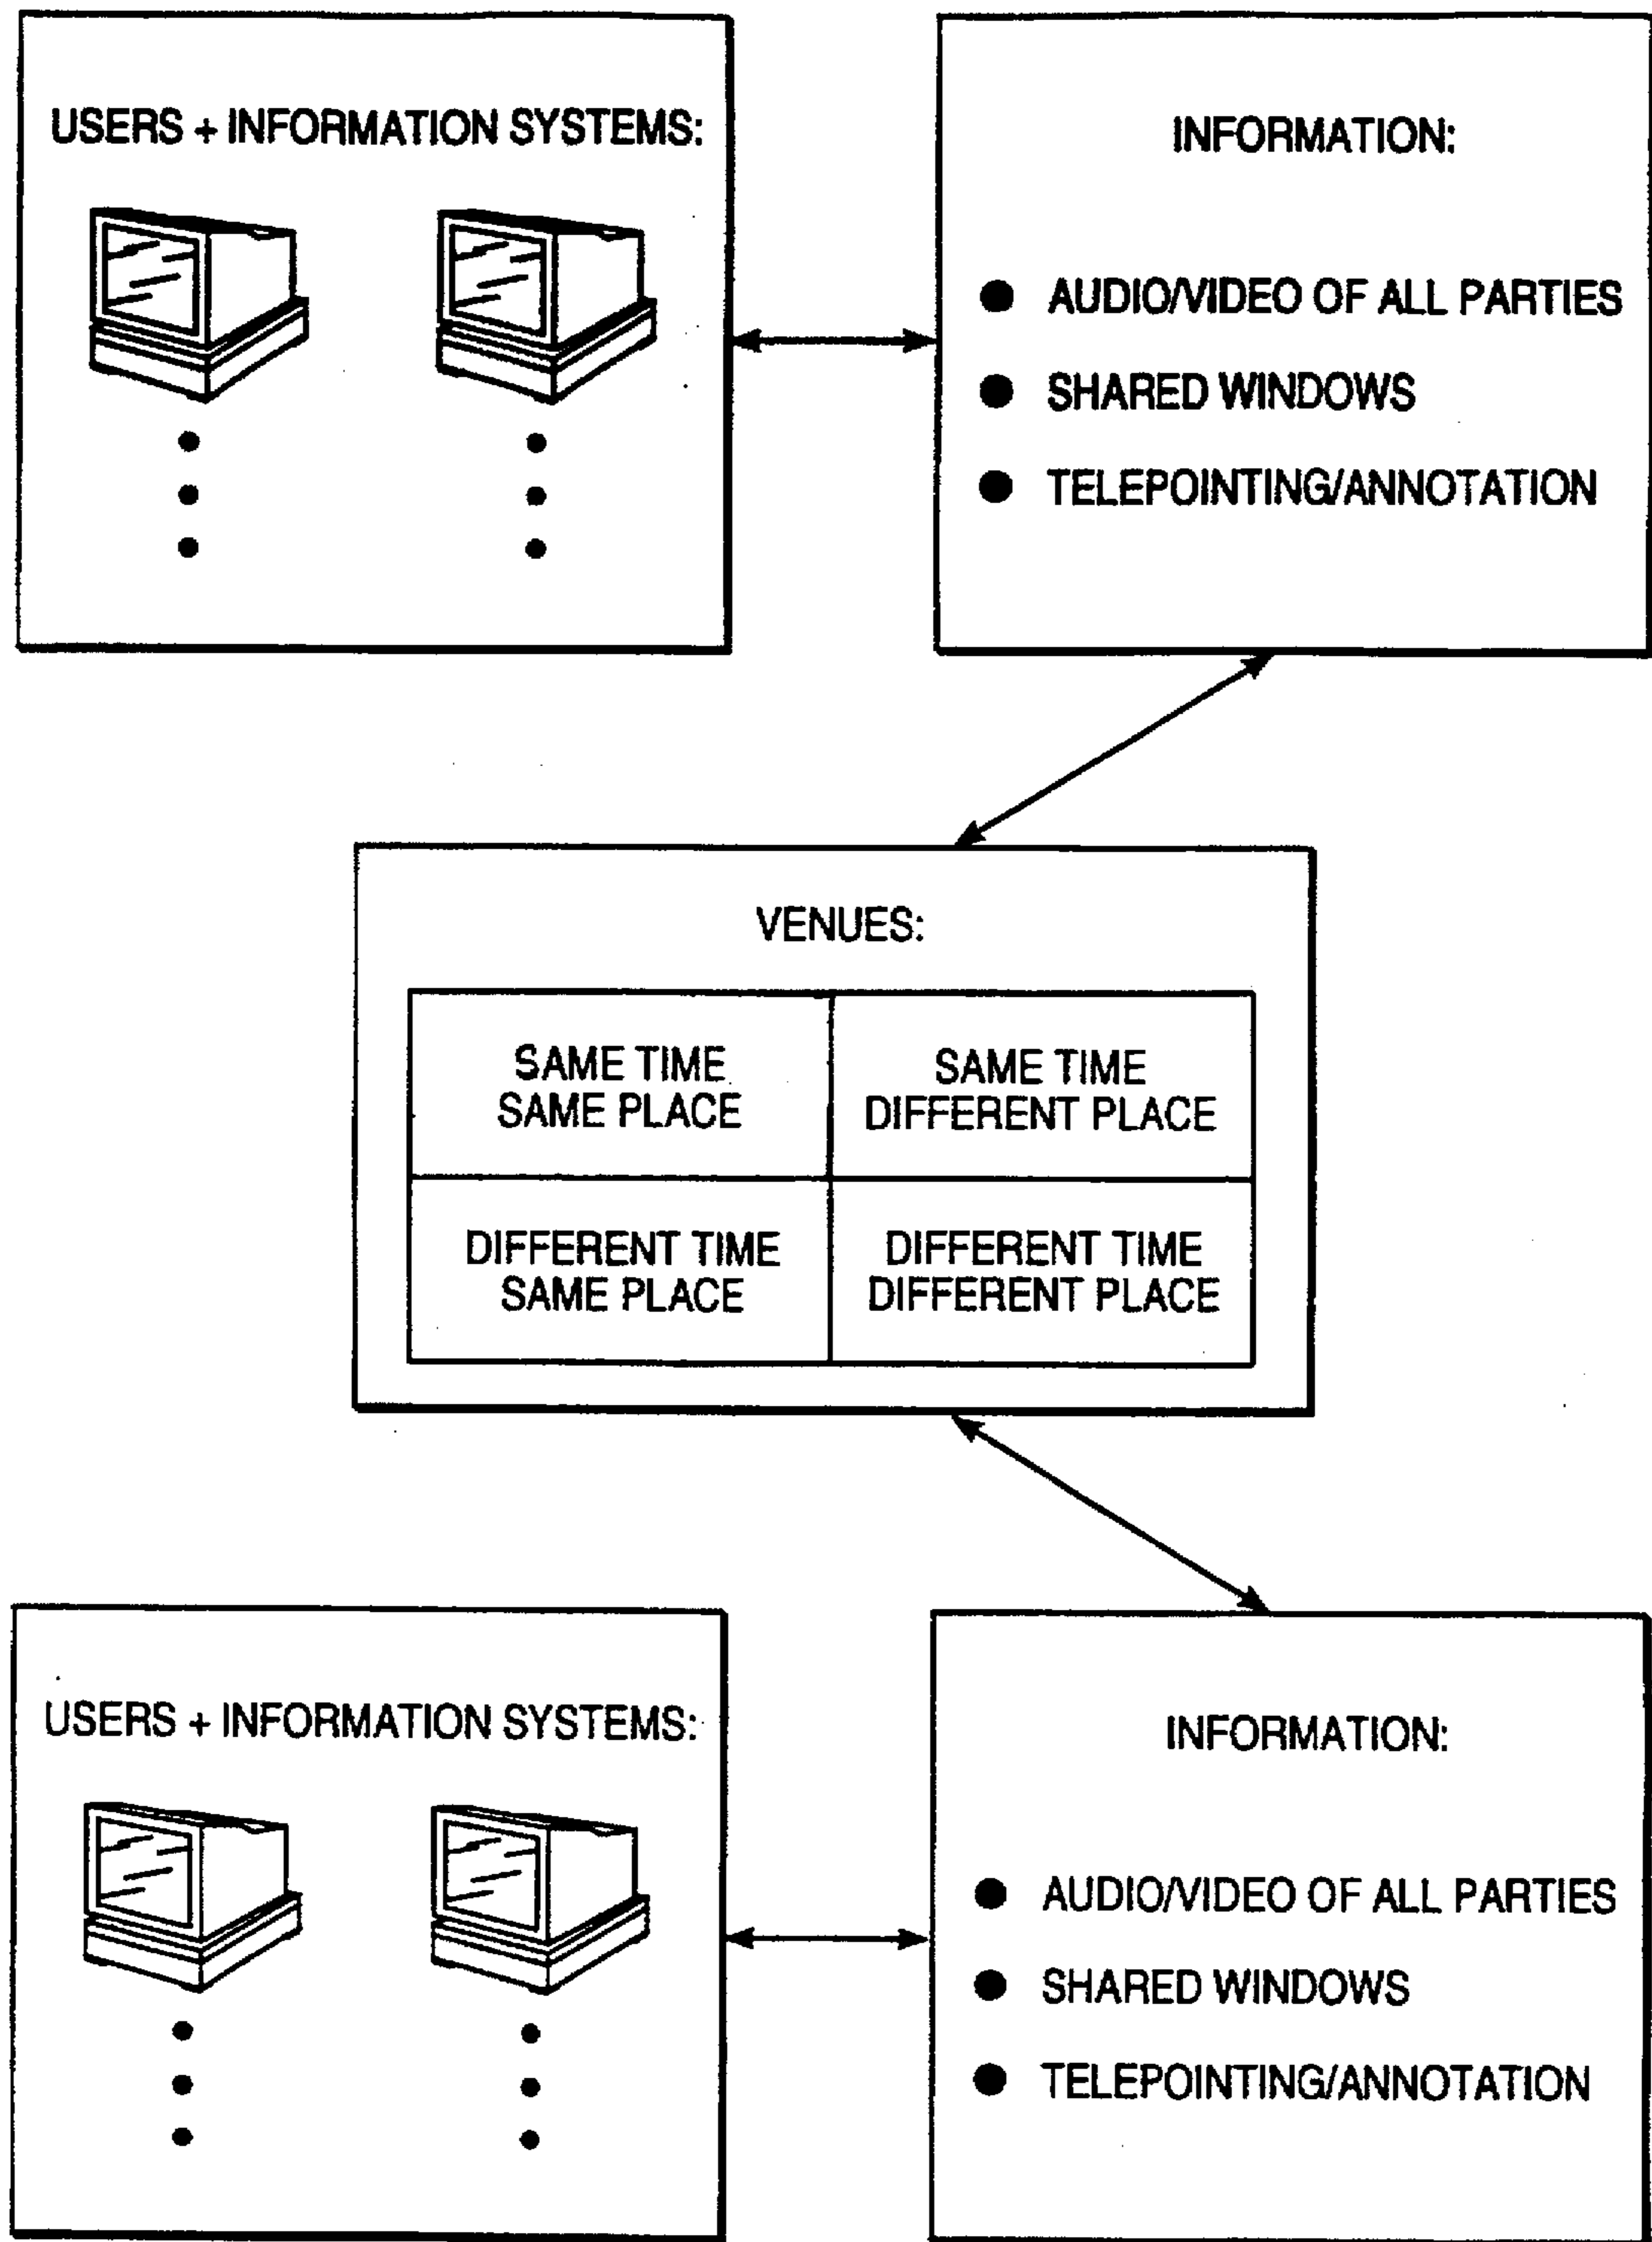 USERS + INFORMATION SYSTEMS:
INFORMATION:
● AUDIO/VIDEO OF ALL PARTIES
● SHARED WINDOWS
● TELEPOINTING/ANNOTATION
VENUES:
SAME TIME
SAME PLACE
SAME TIME
DIFFERENT PLACE
DIFFERENT TIME
SAME PLACE
DIFFERENT TIME
DIFFERENT PLACE
USERS + INFORMATION SYSTEMS:
INFORMATION:
● AUDIO/VIDEO OF ALL PARTIES
● SHARED WINDOWS
● TELEPOINTING/ANNOTATION